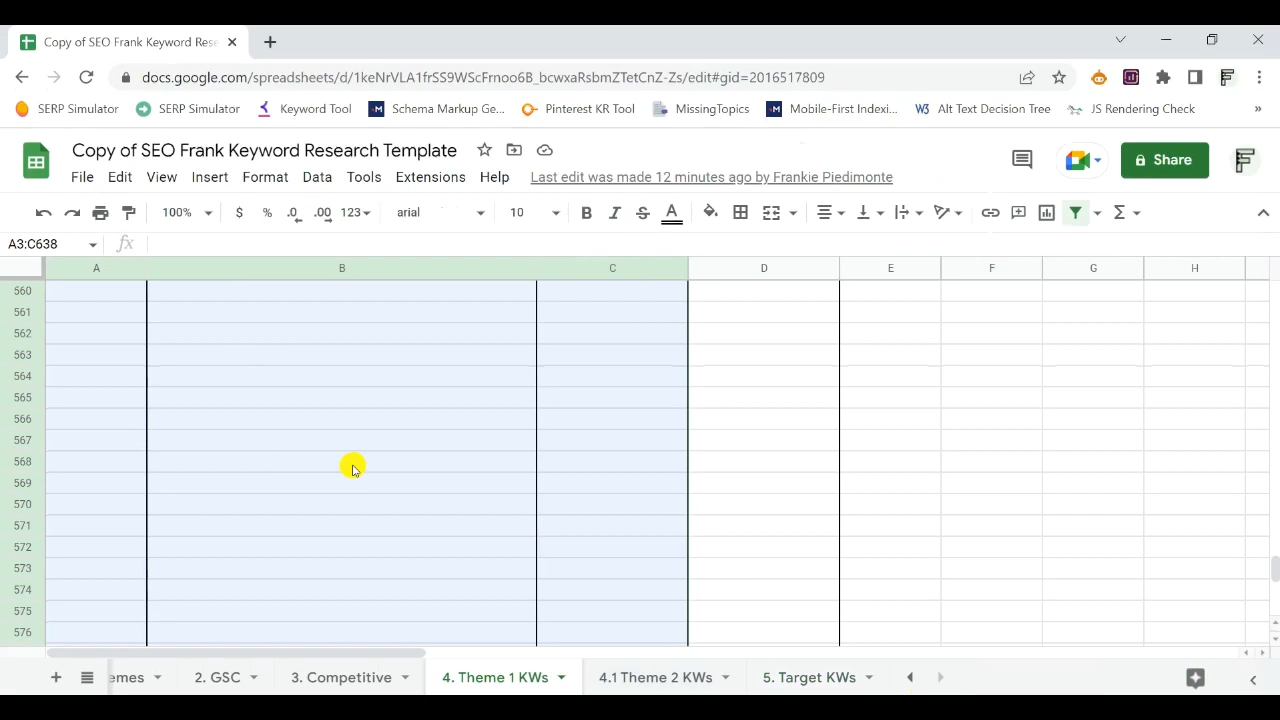 Copy of SEO Frank Keyword Rese
docs.google.com/spreadsheets/d/1keNrVLA1frSS9WScFrnoo6B_bcwxaRsbmZTetCnZ-Zs/edit#gid=2016517809
SERP Simulator SERP Simulator Keyword Tool Schema Markup Ge... Pinterest KR Tool MissingTopics Mobile-First Indexi... Alt Text Decision Tree JS Rendering Check »
Copy of SEO Frank Keyword Research Template
Share
File Edit View Insert Format Data Tools Extensions Help Last edit was made 12 minutes ago by Frankie Piedimonte
100% $ % .0 .00 123 arial 10 B I S A Σ
A3:C638 fx
A B C D E F G H
560
561
562
563
564
565
566
567
568
569
570
571
572
573
574
575
576
+ emes 2. GSC 3. Competitive 4. Theme 1 KWs 4.1 Theme 2 KWs 5. Target KWs